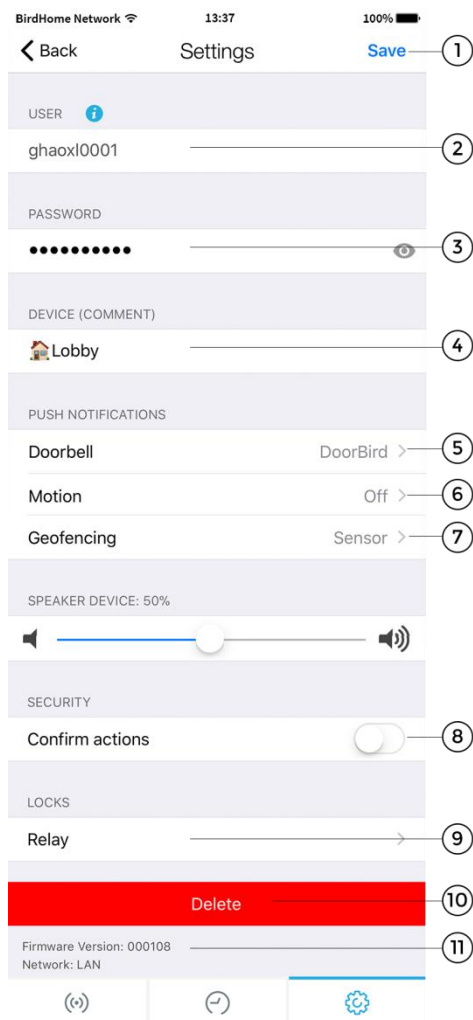 BirdHome Network 13:37 100%
Back Settings Save 1
USER
ghaoxl0001 2
PASSWORD
●●●●●●●●●● 3
DEVICE (COMMENT)
🏠Lobby 4
PUSH NOTIFICATIONS
Doorbell DoorBird > 5
Motion Off > 6
Geofencing Sensor > 7
SPEAKER DEVICE: 50%
SECURITY
Confirm actions 8
LOCKS
Relay > 9
Delete 10
Firmware Version: 000108 11
Network: LAN